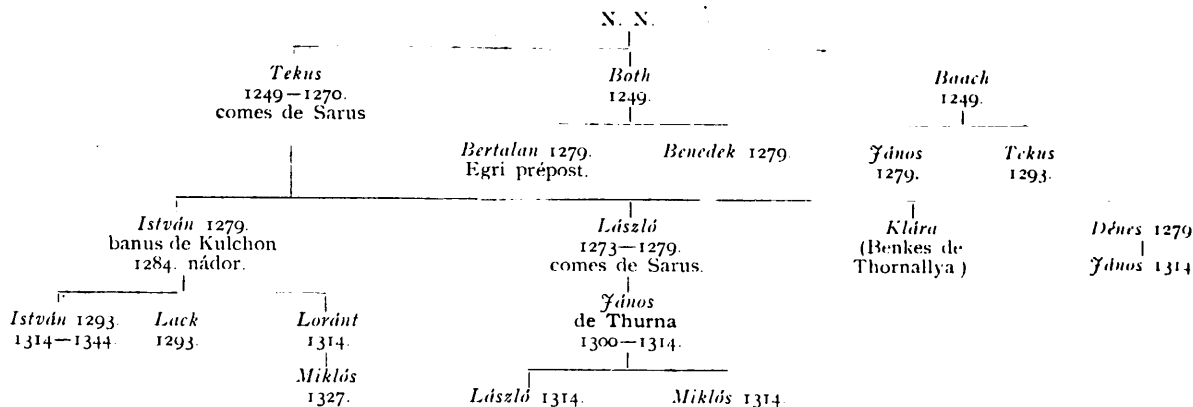 N. N.
Tekus
1249—1270.
comes de Sarus
Both
1249.
Baach
1249.
Bertalan 1279.
Egri prépost.
Benedek 1279.
János
1279.
Tekus
1293.
István 1279.
banus de Kulchon
1284. nádor.
László
1273—1279.
comes de Sarus.
Klára
(Benkes de
Thornallya)
Dénes 1279
János 1314
István 1293.
1314—1344.
Lack
1293.
Loránt
1314.
Miklós
1327.
János
de Thurna
1300—1314.
László 1314.
Miklós 1314.